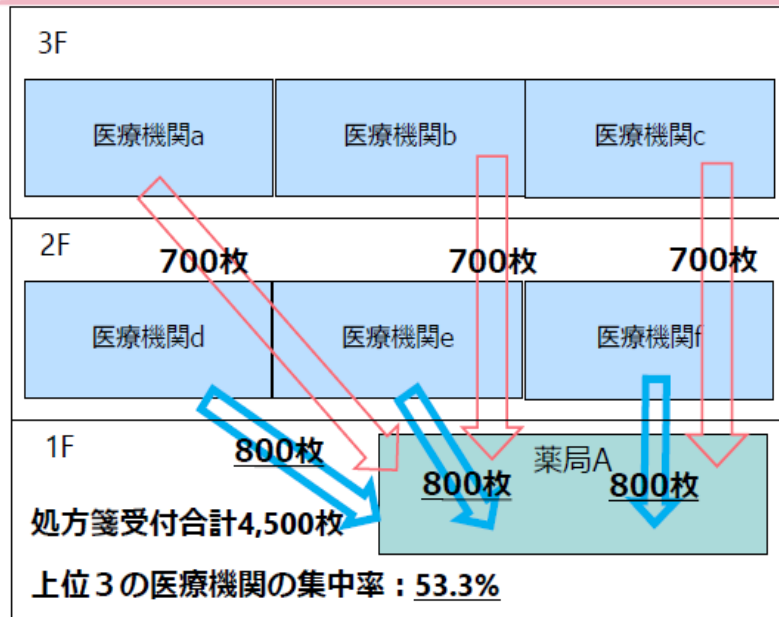 3F
医療機関a
医療機関b
医療機関c
2F
700枚
700枚
700枚
医療機関d
医療機関e
医療機関f
1F
800枚
薬局A
800枚
800枚
処方箋受付合計4,500枚
上位３の医療機関の集中率：53.3%